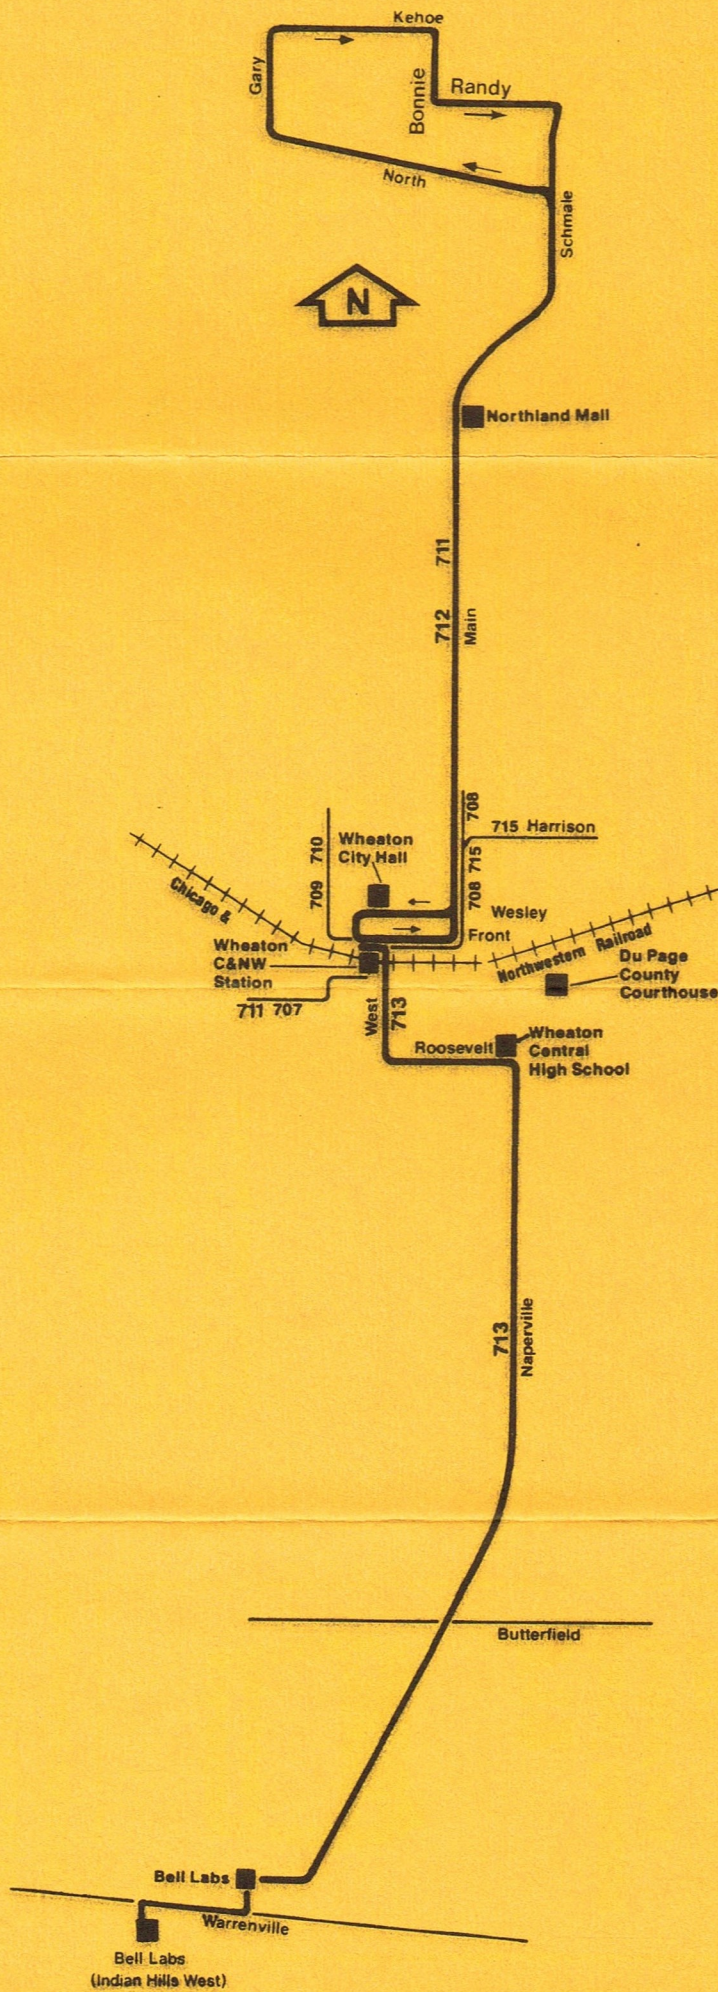 Kehoe
Gary
Bonnie
Randy
North
Schmale
N
Northland Mall
711
712
Main
708
715 Harrison
710
Wheaton
City Hall
715
709
708
Chicago &
Wesley
Front
Northwestern Railroad
Wheaton
C&NW
Station
Du Page
County
Courthouse
711 707
West
713
Roosevelt
Wheaton
Central
High School
713
Naperville
Butterfield
Bell Labs
Warrenville
Bell Labs
(Indian Hills West)